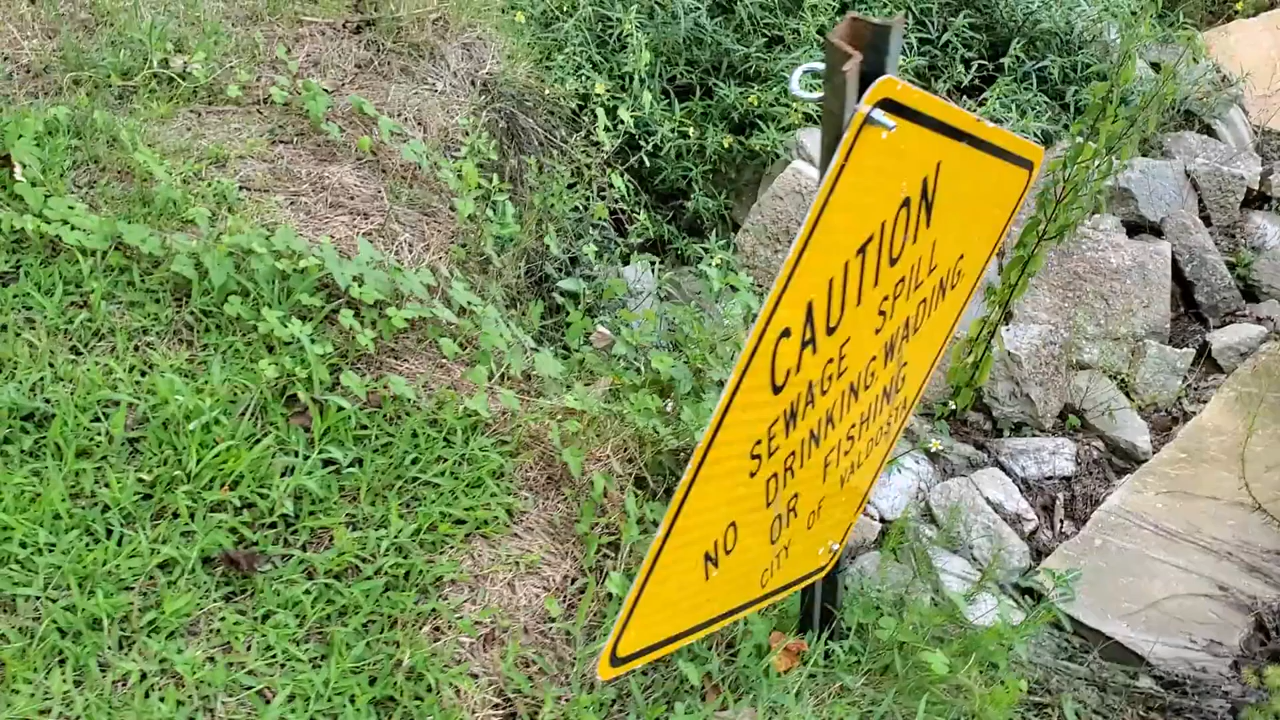 CAUTION
SEWAGE SPILL
NO DRINKING, WADING,
OR FISHING
CITY OF VALDOSTA